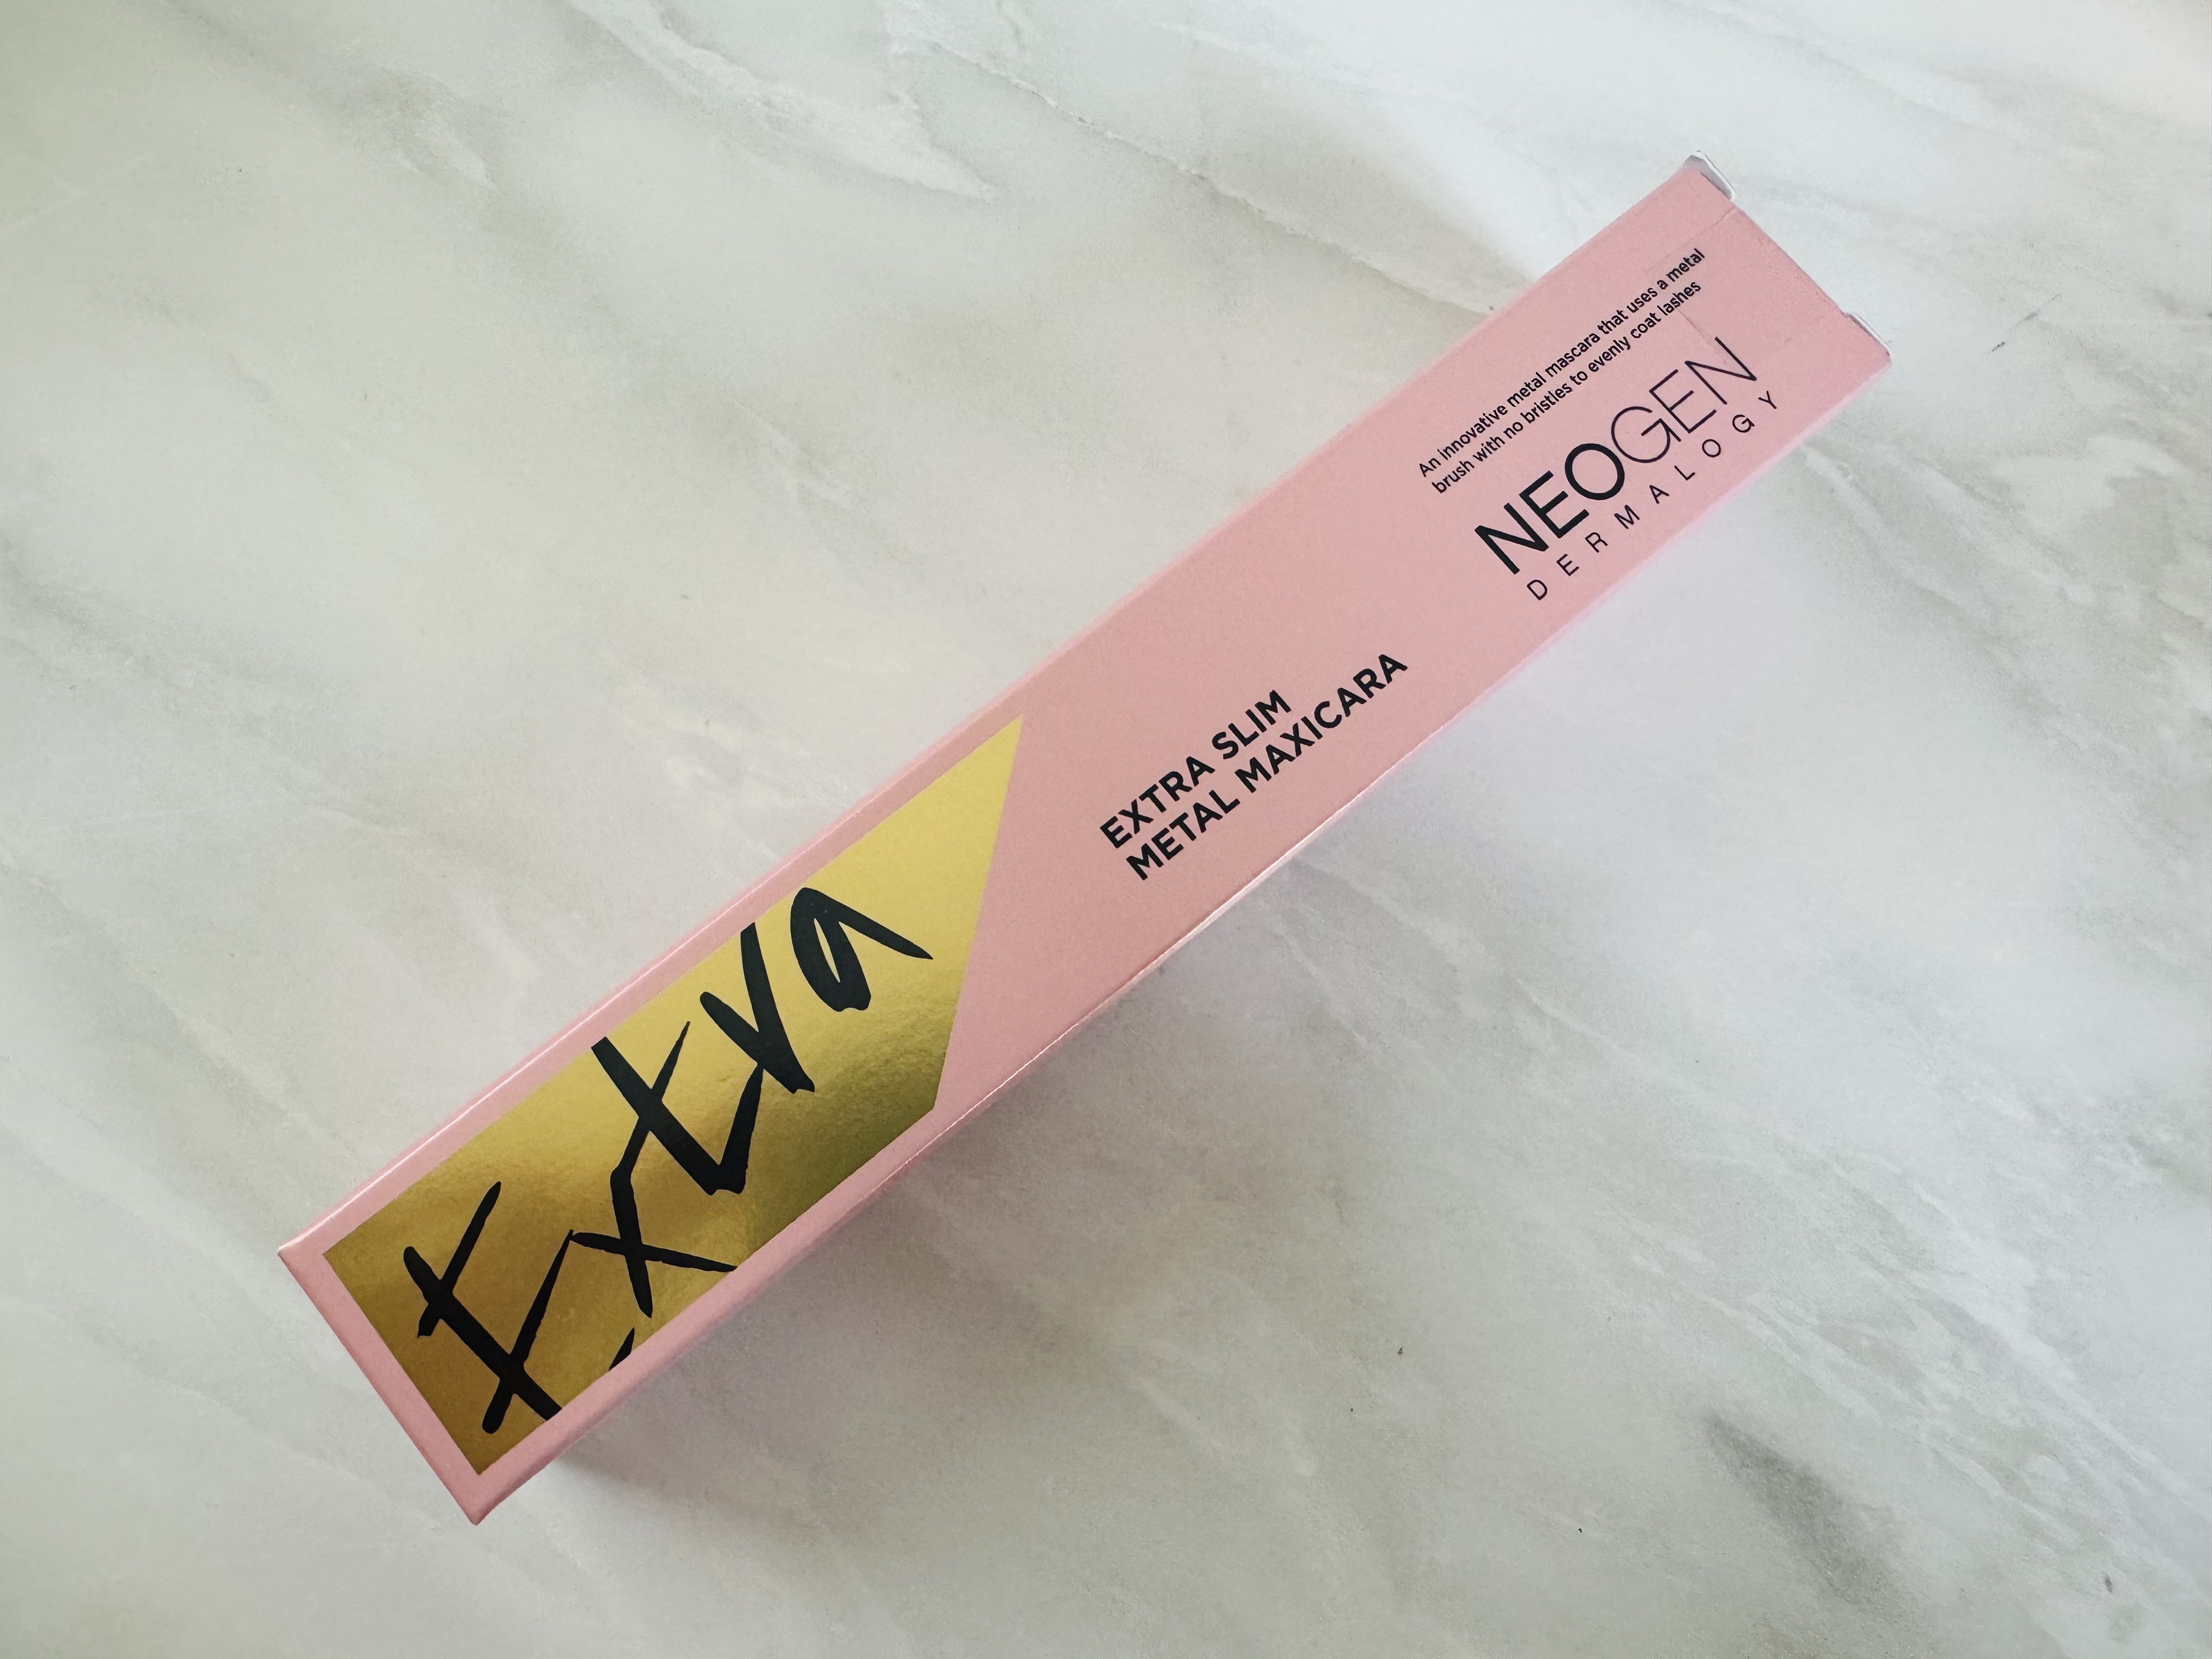 An innovative metal mascara that uses a metal
brush with no bristles to evenly coat lashes
NEOGEN
DERMALOGY
EXTRA SLIM
METAL MAXICARA
Extra